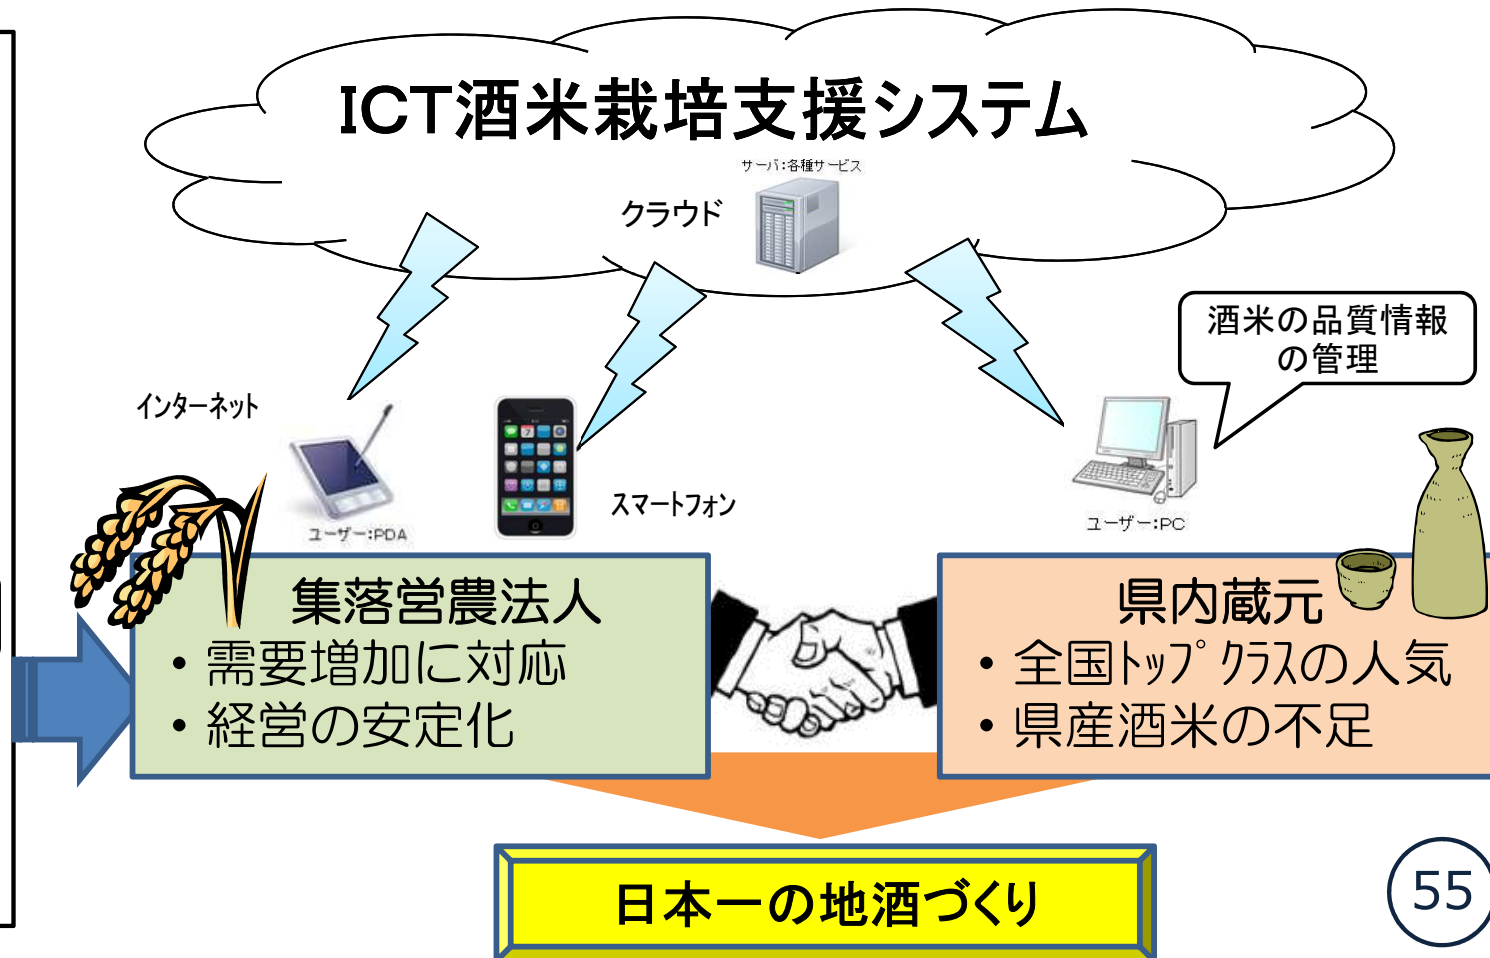 ICT酒米栽培支援システム
サーバ:各種サービス
クラウド
酒米の品質情報
の管理
インターネット
スマートフォン
ユーザー:PDA
ユーザー:PC
集落営農法人
・需要増加に対応
・経営の安定化
県内蔵元
・全国ﾄｯﾌﾟｸﾗｽの人気
・県産酒米の不足
日本一の地酒づくり
55